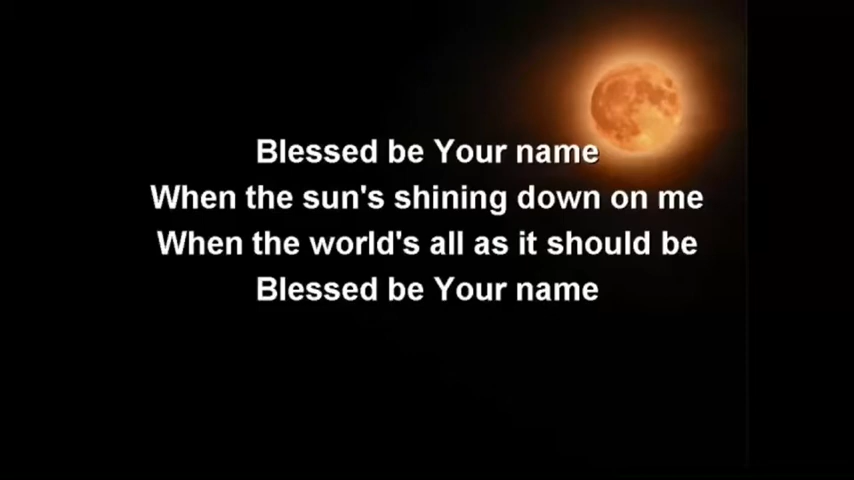 Blessed be Your name
When the sun's shining down on me
When the world's all as it should be
Blessed be Your name